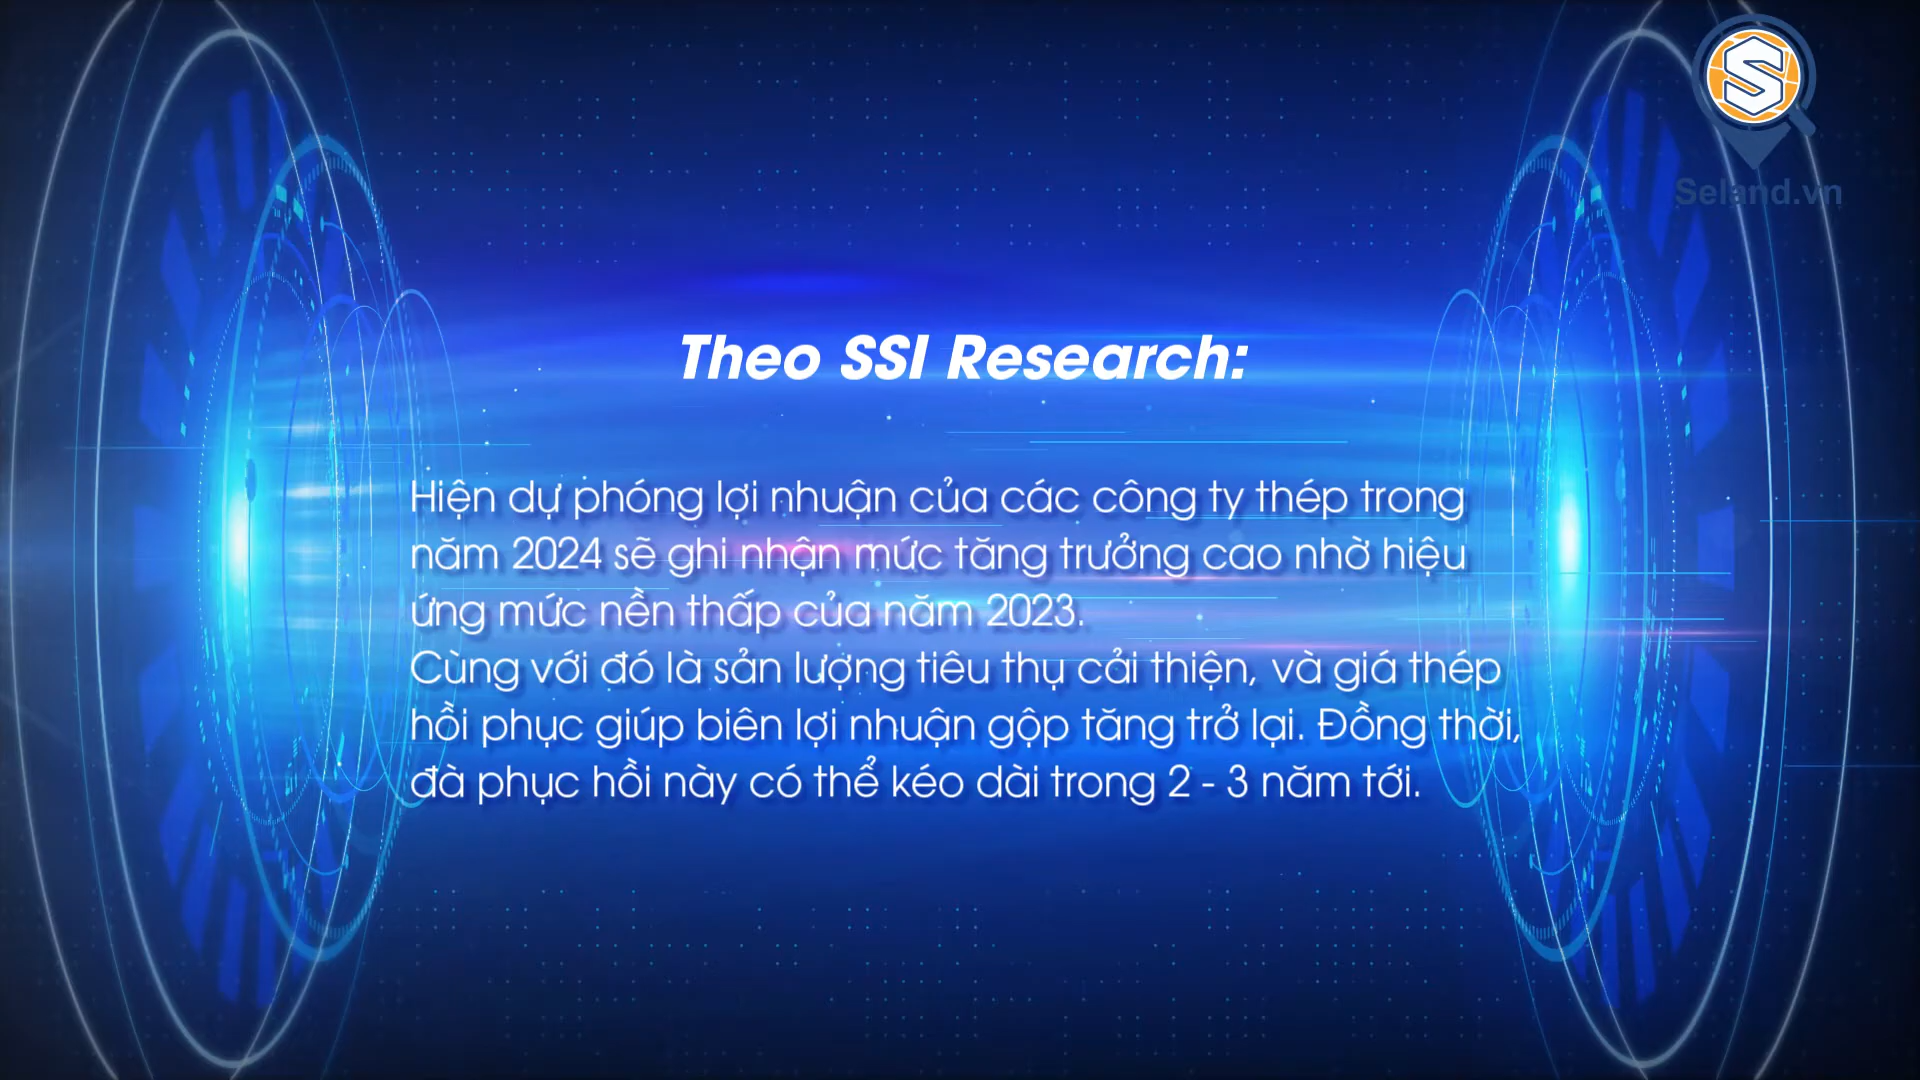 Seland.vn
Theo SSI Research:
Hiện dự phóng lợi nhuận của các công ty thép trong
năm 2024 sẽ ghi nhận mức tăng trưởng cao nhờ hiệu
ứng mức nền thấp của năm 2023.
Cùng với đó là sản lượng tiêu thụ cải thiện, và giá thép
hồi phục giúp biên lợi nhuận gộp tăng trở lại. Đồng thời,
đà phục hồi này có thể kéo dài trong 2 - 3 năm tới.